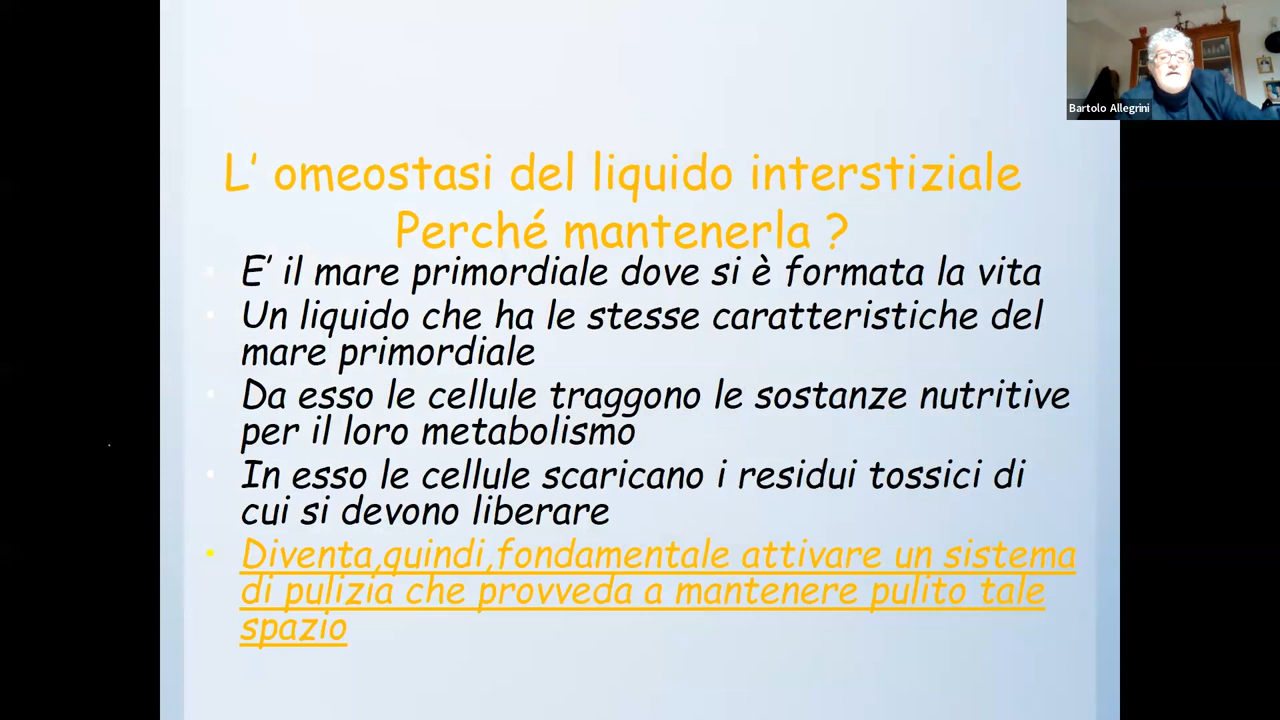 Bartolo Allegrini
L' omeostasi del liquido interstiziale
Perché mantenerla ?
E' il mare primordiale dove si è formata la vita
Un liquido che ha le stesse caratteristiche del
mare primordiale
Da esso le cellule traggono le sostanze nutritive
per il loro metabolismo
In esso le cellule scaricano i residui tossici di
cui si devono liberare
Diventa,quindi,fondamentale attivare un sistema
di pulizia che provveda a mantenere pulito tale
spazio